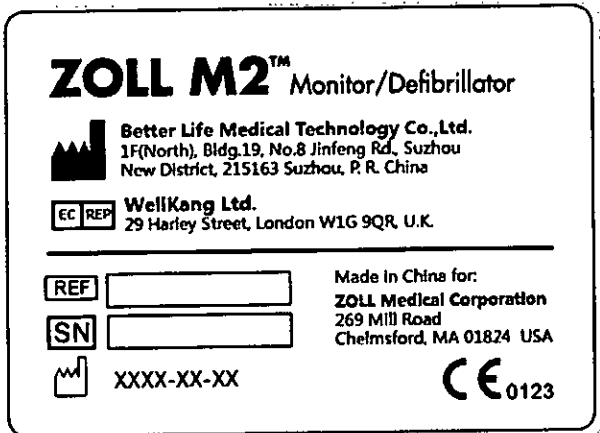 ZOLL M2™ Monitor/Defibrillator
Better Life Medical Technology Co.,Ltd.
1F(North), Bldg.19, No.8 Jinfeng Rd., Suzhou
New District, 215163 Suzhou, P. R. China
EC REP WellKang Ltd.
29 Harley Street, London W1G 9QR, U.K.
REF
SN
XXXX-XX-XX
Made in China for:
ZOLL Medical Corporation
269 Mill Road
Chelmsford, MA 01824 USA
CE 0123